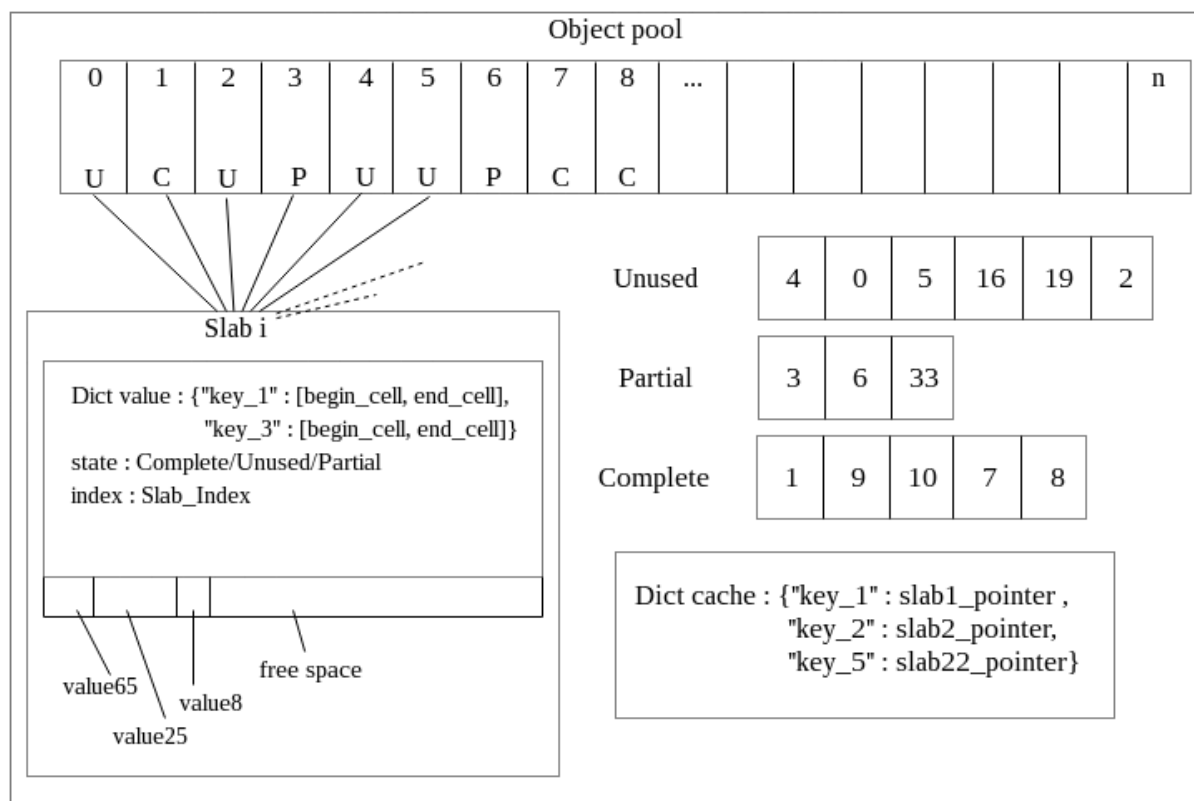 Object pool
0 1 2 3 4 5 6 7 8 ... n
U C U P U U P C C
Unused 4 0 5 16 19 2
Partial 3 6 33
Complete 1 9 10 7 8
Slab i
Dict value : {"key_1" : [begin_cell, end_cell],
"key_3" : [begin_cell, end_cell]}
state : Complete/Unused/Partial
index : Slab_Index
value65
value25
value8
free space
Dict cache : {"key_1" : slab1_pointer ,
"key_2" : slab2_pointer,
"key_5" : slab22_pointer}